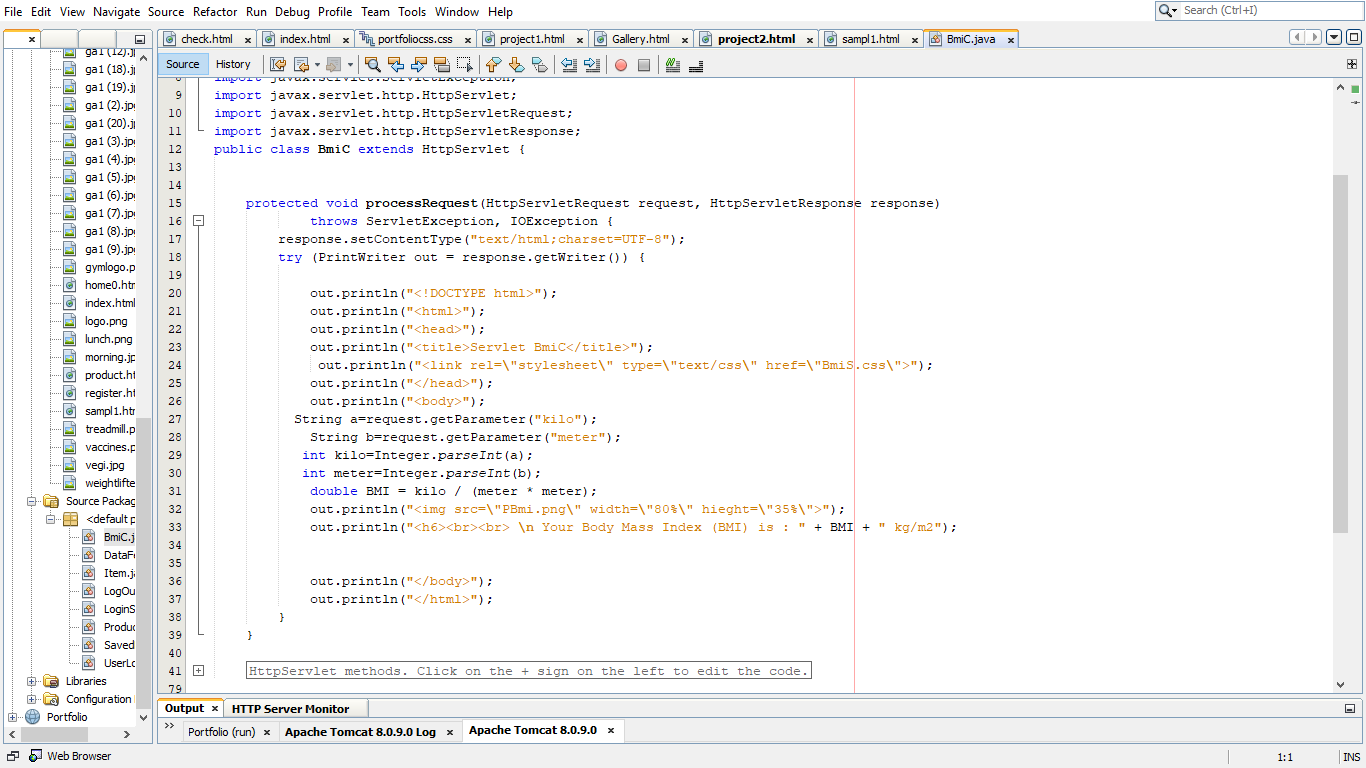 File Edit View Navigate Source Refactor Run Debug Profile Team Tools Window Help
Search (Ctrl+I)
check.html index.html portfoliocss.css project1.html Gallery.html project2.html sampl1.html BmiC.java
Source History
ga1 (12).jp
ga1 (18).jp
ga1 (19).jp
ga1 (2).jpg
ga1 (20).jp
ga1 (3).jpg
ga1 (4).jpg
ga1 (5).jpg
ga1 (6).jpg
ga1 (7).jpg
ga1 (8).jpg
ga1 (9).jpg
gymlogo.p
home0.htm
index.html
logo.png
lunch.png
morning.jp
product.ht
register.ht
sampl1.htm
treadmill.p
vaccines.p
vegi.jpg
weightlifte
Source Packag
<default p
BmiC.j
DataFo
Item.ja
LogOu
LoginS
Produc
Saved
UserLo
Libraries
Configuration
Portfolio
8 import javax.servlet.ServletException;
9 import javax.servlet.http.HttpServlet;
10 import javax.servlet.http.HttpServletRequest;
11 import javax.servlet.http.HttpServletResponse;
12 public class BmiC extends HttpServlet {
13
14
15 protected void processRequest(HttpServletRequest request, HttpServletResponse response)
16 throws ServletException, IOException {
17 response.setContentType("text/html;charset=UTF-8");
18 try (PrintWriter out = response.getWriter()) {
19
20 out.println("<!DOCTYPE html>");
21 out.println("<html>");
22 out.println("<head>");
23 out.println("<title>Servlet BmiC</title>");
24 out.println("<link rel=\"stylesheet\" type=\"text/css\" href=\"BmiS.css\">");
25 out.println("</head>");
26 out.println("<body>");
27 String a=request.getParameter("kilo");
28 String b=request.getParameter("meter");
29 int kilo=Integer.parseInt(a);
30 int meter=Integer.parseInt(b);
31 double BMI = kilo / (meter * meter);
32 out.println("<img src=\"PBmi.png\" width=\"80%\" hieght=\"35%\">");
33 out.println("<h6><br><br> \n Your Body Mass Index (BMI) is : " + BMI + " kg/m2");
34
35
36 out.println("</body>");
37 out.println("</html>");
38 }
39 }
40
41 HttpServlet methods. Click on the + sign on the left to edit the code.
79
Output HTTP Server Monitor
Portfolio (run) Apache Tomcat 8.0.9.0 Log Apache Tomcat 8.0.9.0
Web Browser
1:1 INS